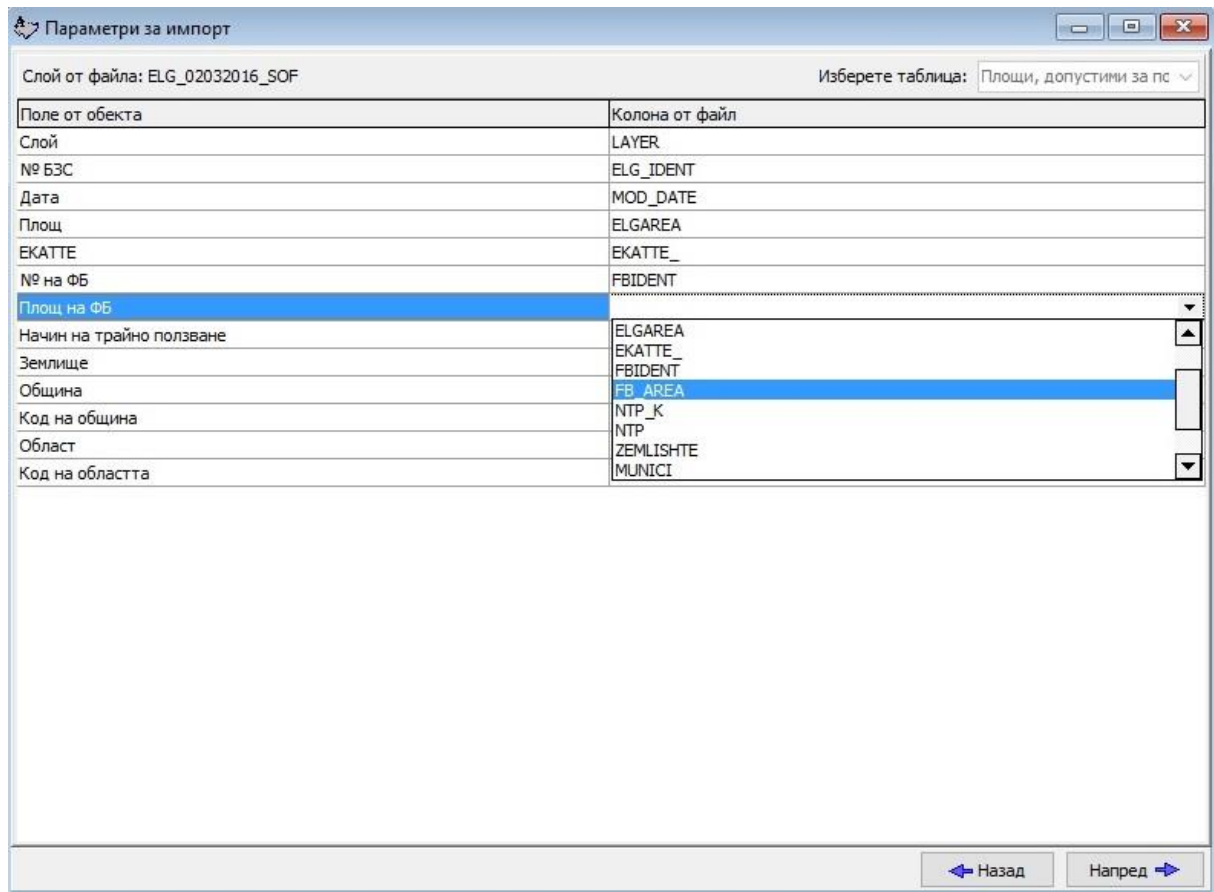 Параметри за импорт
Слой от файла: ELG_02032016_SOF Изберете таблица: Площи, допустими за пс
Поле от обекта Колона от файл
Слой LAYER
№ БЗС ELG_IDENT
Дата MOD_DATE
Площ ELGAREA
ЕКАТТЕ EKATTE_
№ на ФБ FBIDENT
Площ на ФБ
Начин на трайно ползване
Землище
Община
Код на община
Област
Код на областта
ELGAREA
EKATTE_
FBIDENT
FB_AREA
NTP_K
NTP
ZEMLISHTE
MUNICI
Назад Напред